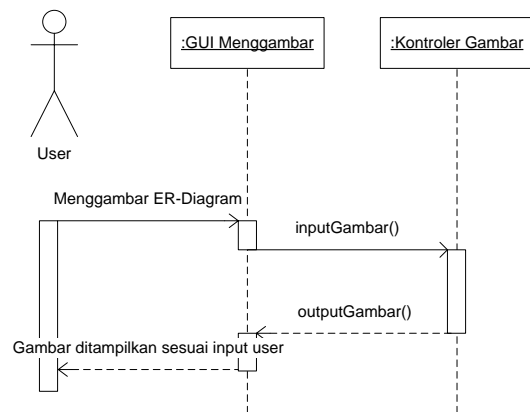 :GUI Menggambar
:Kontroler Gambar
User
Menggambar ER-Diagram
inputGambar()
outputGambar()
Gambar ditampilkan sesuai input user